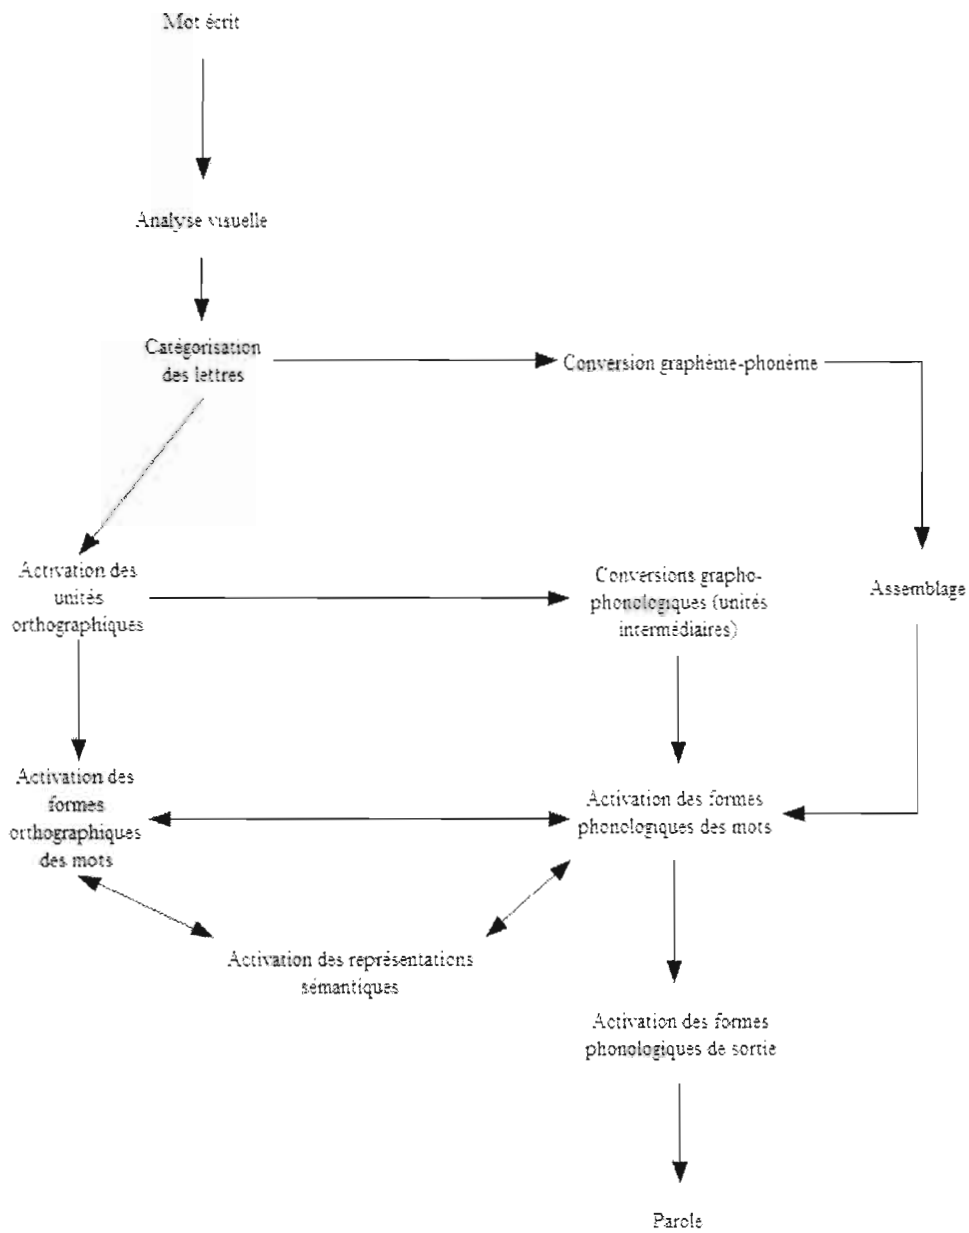 Mot écrit
Analyse visuelle
Catégorisation
des lettres
Conversion graphème-phonème
Activation des
unités
orthographiques
Conversions grapho-
phonologiques (unités
intermédiaires)
Assemblage
Activation des
formes
orthographiques
des mots
Activation des formes
phonologiques des mots
Activation des représentations
sémantiques
Activation des formes
phonologiques de sortie
Parole